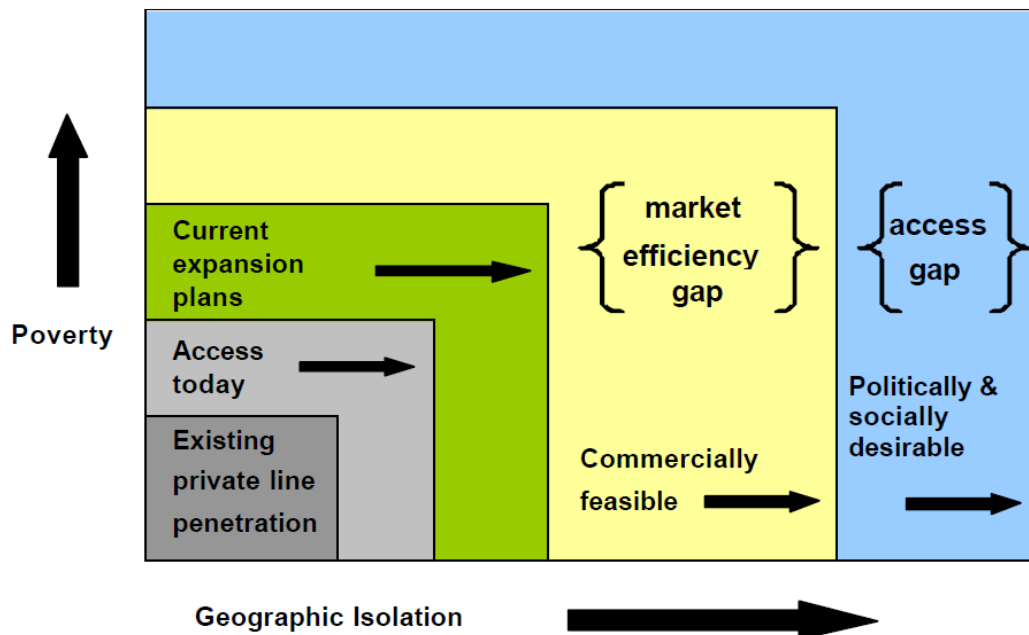 Current
expansion
plans
market
efficiency
gap
access
gap
Poverty
Access
today
Existing
private line
penetration
Commercially
feasible
Politically &
socially
desirable
Geographic Isolation